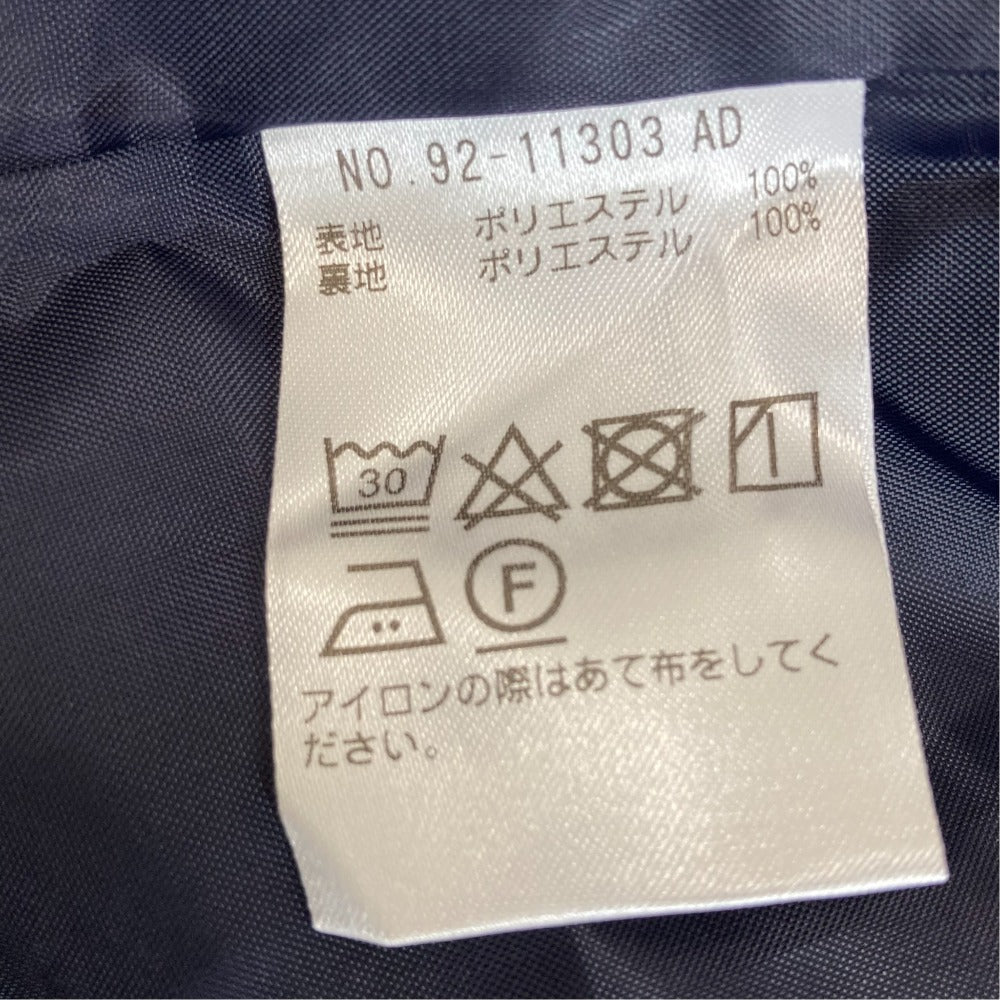 NO.92-11303 AD
表地 ポリエステル 100%
裏地 ポリエステル 100%
30
F
アイロンの際はあて布をしてく
ださい。